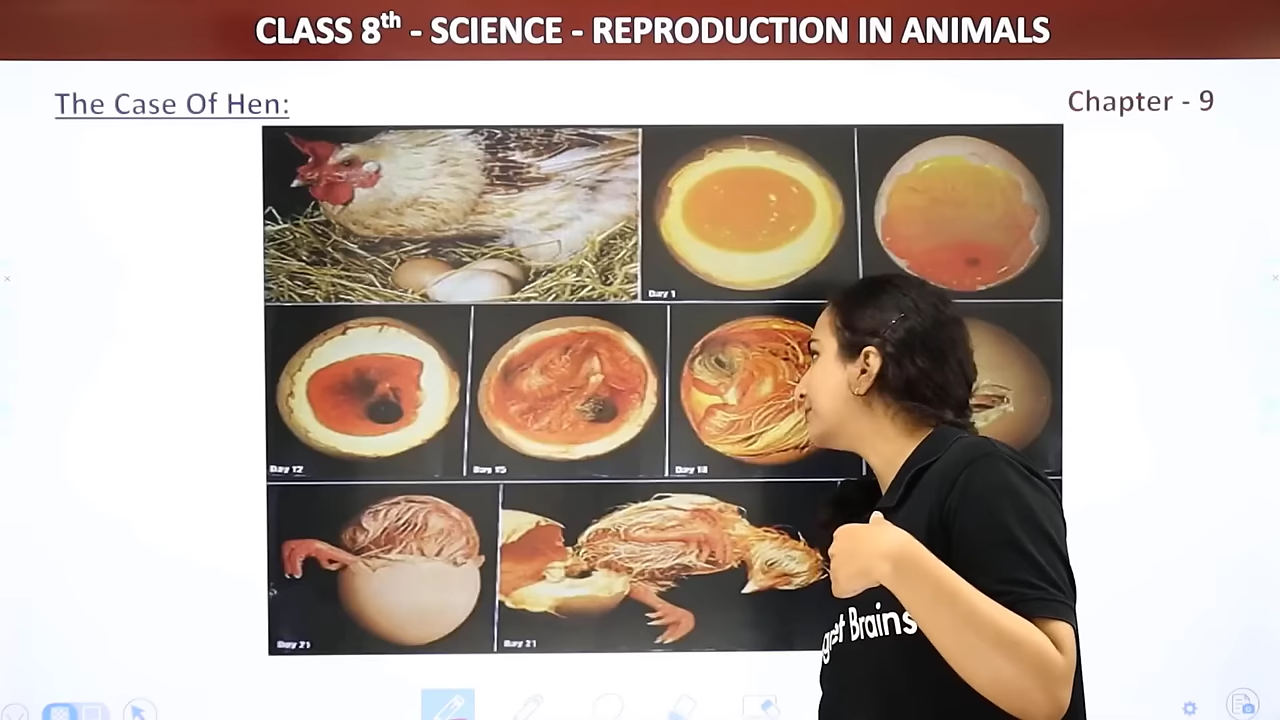 CLASS 8th - SCIENCE - REPRODUCTION IN ANIMALS
The Case Of Hen:
Chapter - 9
Day 1
Day 12
Day 15
Day 18
Day 21
Day 21
Brains